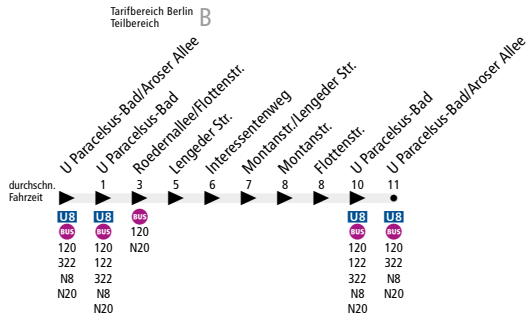 Tarifbereich Berlin
Teilbereich
B
U Paracelsus-Bad/Aroser Allee
U Paracelsus-Bad
Roedernallee/Flottenstr.
Lengeder Str.
Interessentenweg
Montanstr./Lengeder Str.
Montanstr.
Flottenstr.
U Paracelsus-Bad
U Paracelsus-Bad/Aroser Allee
durchschn. 1 3 5 6 7 8 8 10 11
Fahrzeit
U8 U8 BUS U8 U8
BUS BUS 120 BUS BUS
120 120 N20 120 120
322 122 122 322
N8 322 322 N8
N20 N8 N8 N20
N20 N20